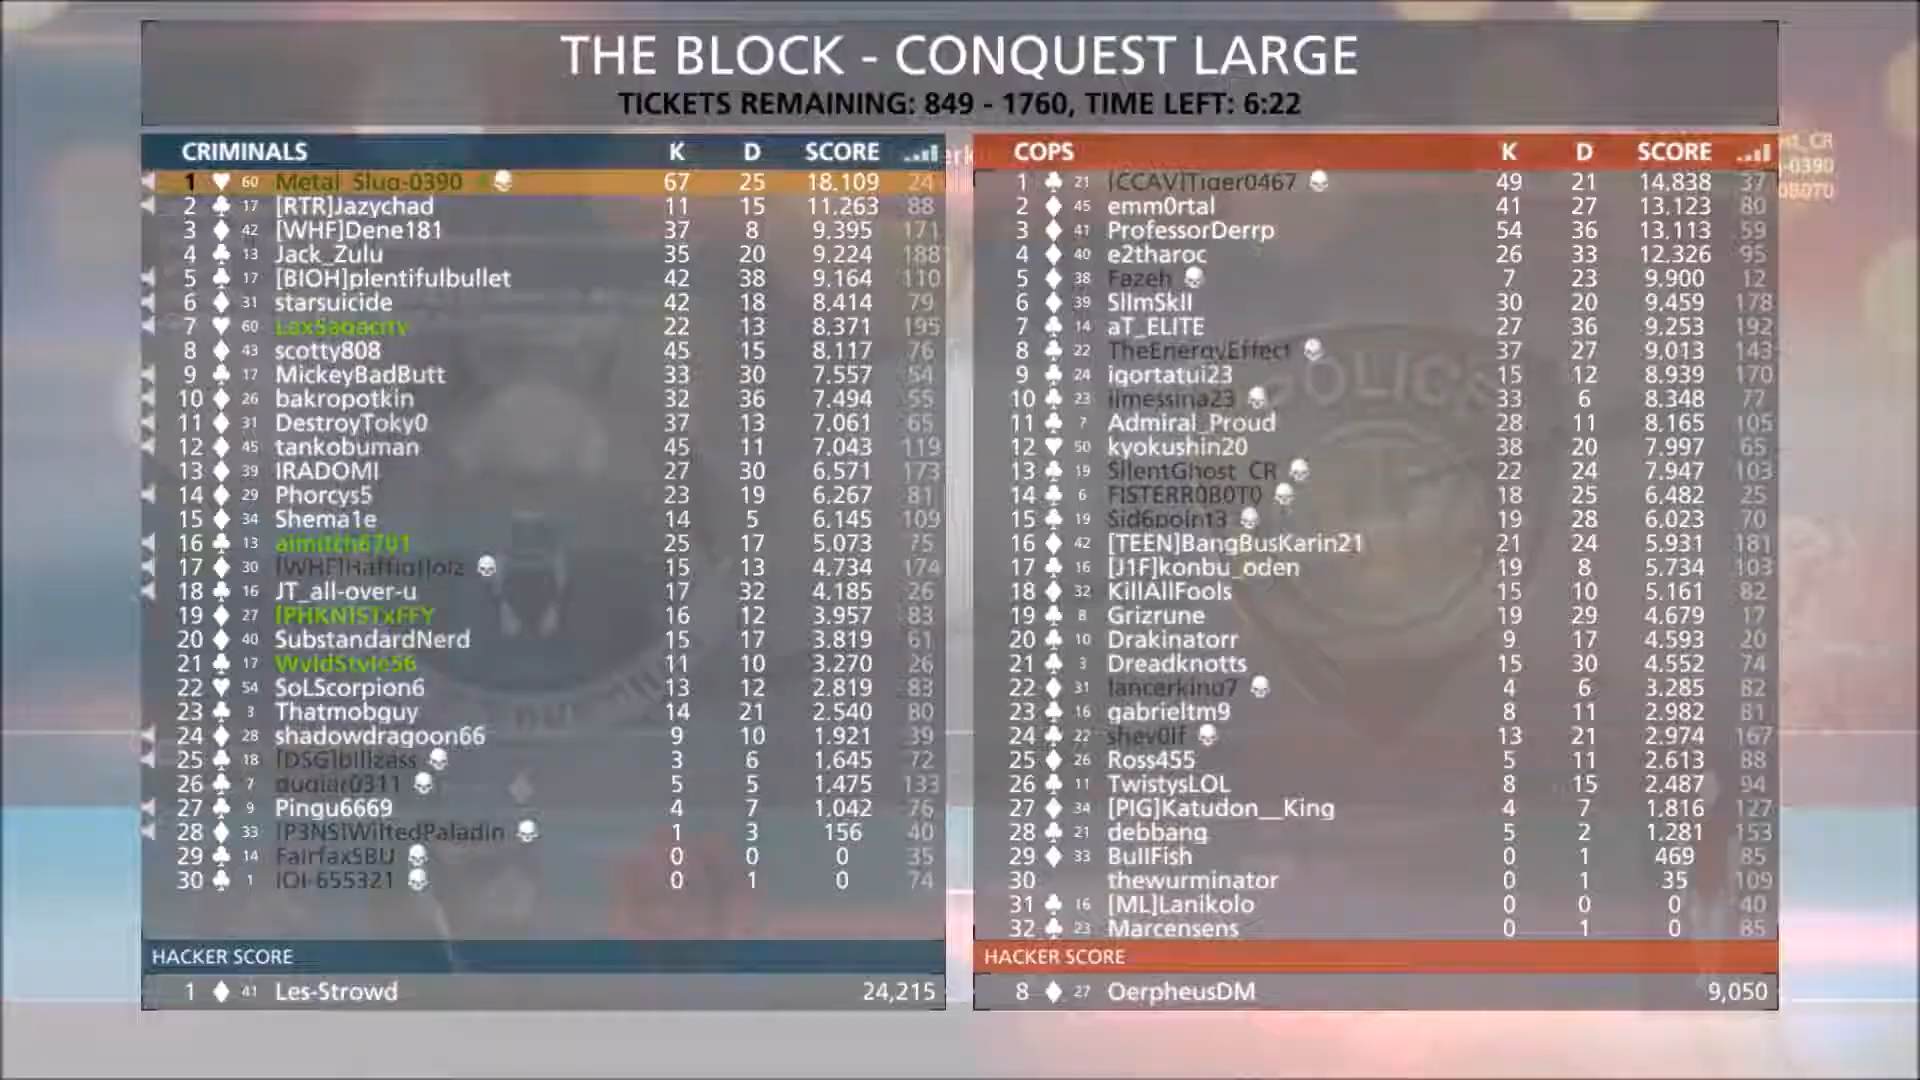 THE BLOCK - CONQUEST LARGE
TICKETS REMAINING: 849 - 1760, TIME LEFT: 6:22
CRIMINALS K D SCORE
1 60 Metal_Slug-0390 67 25 18.109 24
2 17 [RTR]Jazychad 11 15 11.263 88
3 42 [WHF]Dene181 37 8 9.395 171
4 13 Jack_Zulu 35 20 9.224 188
5 17 [BIOH]plentifulbullet 42 38 9.164 110
6 31 starsuicide 42 18 8.414 79
7 60 LaxSagacity 22 13 8.371 195
8 43 scotty808 45 15 8.117 76
9 17 MickeyBadButt 33 30 7.557 54
10 26 bakropotkin 32 36 7.494 55
11 31 DestroyToky0 37 13 7.061 65
12 45 tankobuman 45 11 7.043 119
13 39 IRADOMI 27 30 6.571 173
14 29 Phorcys5 23 19 6.267 81
15 34 Shema1e 14 5 6.145 109
16 13 aimitch6701 25 17 5.073 75
17 30 15 13 4.734 174
18 16 JT_all-over-u 17 32 4.185 26
19 27 [PHKN]STxFFY 16 12 3.957 83
20 40 SubstandardNerd 15 17 3.819 61
21 17 WyldStyle56 11 10 3.270 26
22 54 SoLScorpion6 13 12 2.819 83
23 3 Thatmobguy 14 21 2.540 80
24 28 shadowdragoon66 9 10 1.921 39
25 18 [DSG]billzass 3 6 1.645 72
26 7 5 5 1.475 133
27 9 Pingu6669 4 7 1.042 76
28 33 [P3NS]WiltedPaladin 1 3 156 40
29 14 FairfaxSBU 0 0 0 35
30 1 IOI-655321 0 1 0 74
HACKER SCORE
1 41 Les-Strowd 24,215
COPS K D SCORE
1 21 [CCAV]Tiger0467 49 21 14.838 37
2 45 emm0rtal 41 27 13.123 80
3 41 ProfessorDerrp 54 36 13.113 59
4 40 e2tharoc 26 33 12.326 95
5 38 Fazeh 7 23 9.900 12
6 39 SlImSkII 30 20 9.459 178
7 14 aT_ELITE 27 36 9.253 192
8 22 TheEnergyEffect 37 27 9.013 143
9 24 igortatui23 15 12 8.939 170
10 23 33 6 8.348 77
11 7 Admiral_Proud 28 11 8.165 105
12 50 kyokushin20 38 20 7.997 65
13 19 SilentGhost_CR 22 24 7.947 103
14 6 FISTERR0B0T0 18 25 6.482 25
15 19 Sid6point3 19 28 6.023 70
16 42 [TEEN]BangBusKarin21 21 24 5.931 181
17 16 [J1F]konbu_oden 19 8 5.734 103
18 32 KillAllFools 15 10 5.161 82
19 8 Grizrune 19 29 4.679 17
20 10 Drakinatorr 9 17 4.593 20
21 3 Dreadknotts 15 30 4.552 74
22 31 lancerking7 4 6 3.285 82
23 16 gabrieltm9 8 11 2.982 81
24 22 shev0lf 13 21 2.974 167
25 26 Ross455 5 11 2.613 88
26 11 TwistysLOL 8 15 2.487 94
27 34 [PIG]Katudon__King 4 7 1.816 127
28 21 debbang 5 2 1.281 153
29 33 BullFish 0 1 469 85
30 thewurminator 0 1 35 109
31 16 [ML]Lanikolo 0 0 0 40
32 23 Marcensens 0 1 0 85
HACKER SCORE
8 27 OerpheusDM 9,050